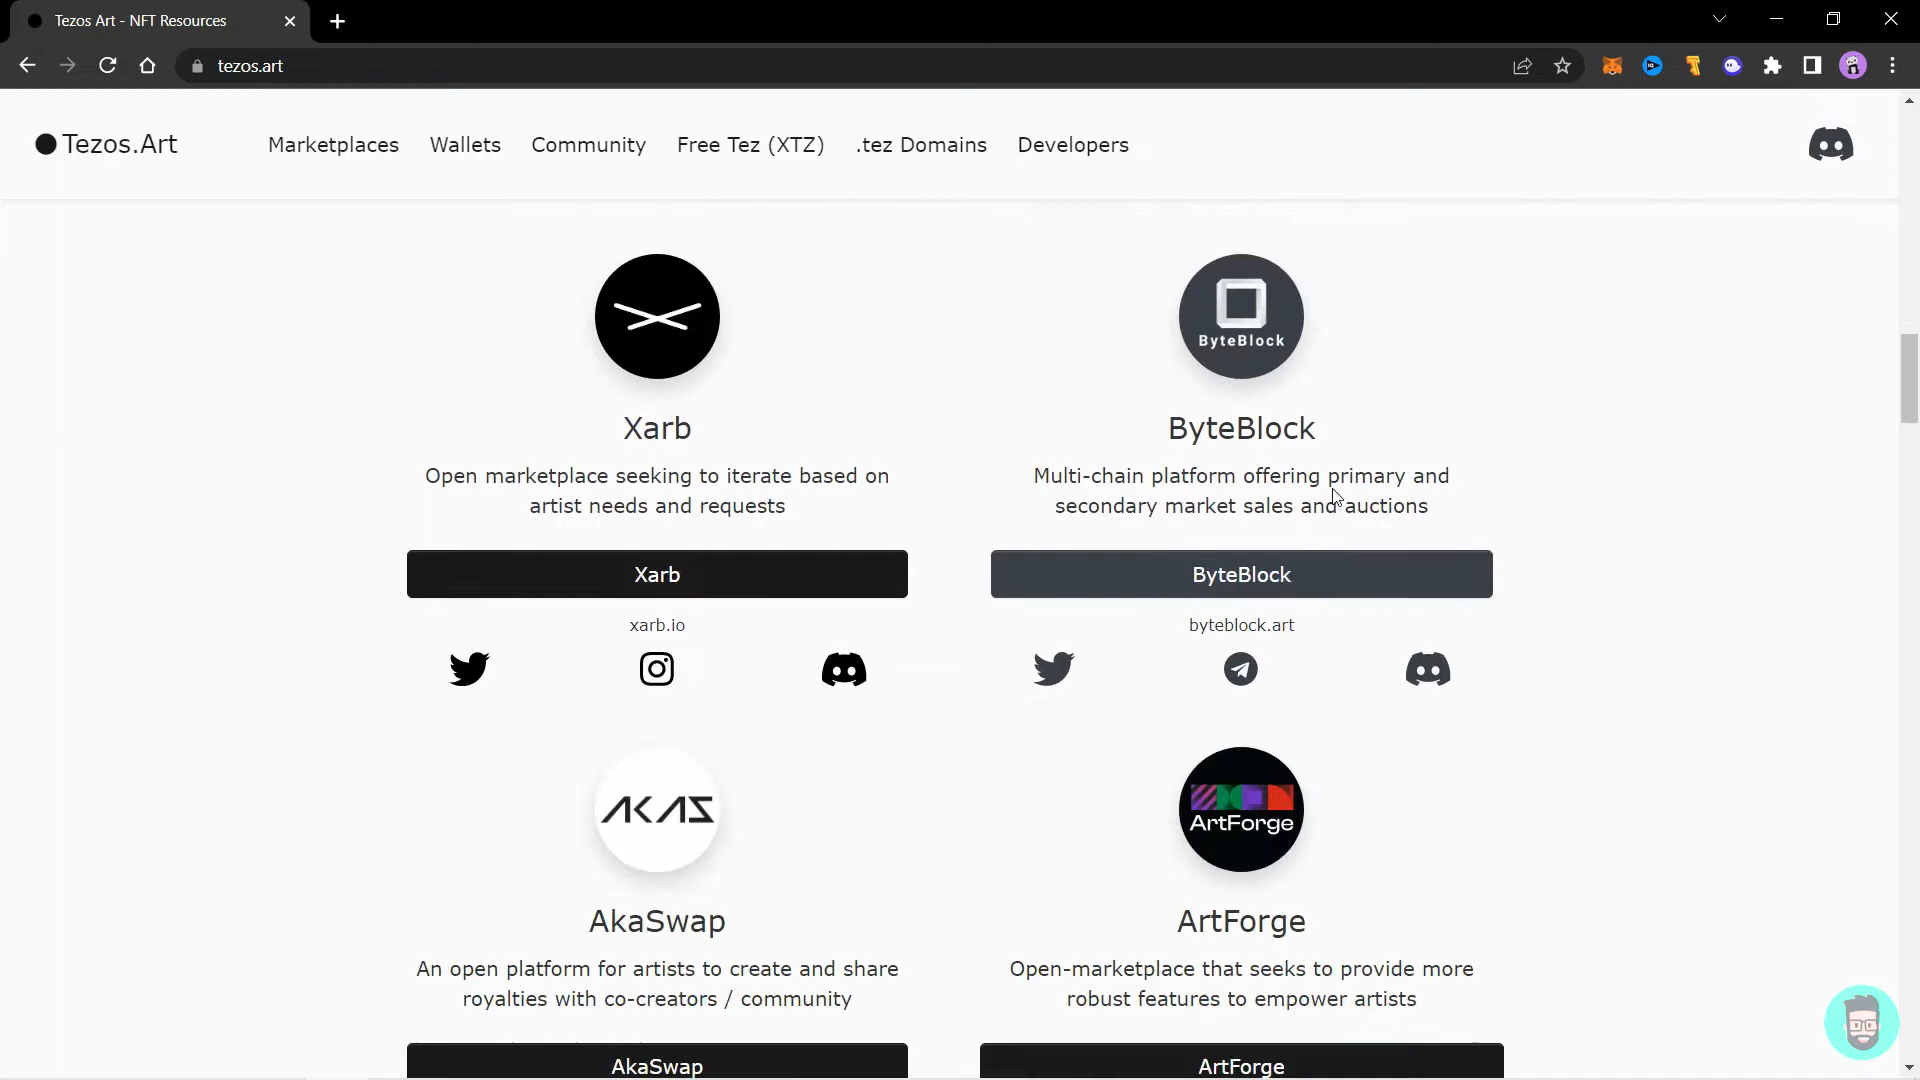 Tezos Art - NFT Resources
tezos.art
Tezos.Art
Marketplaces
Wallets
Community
Free Tez (XTZ)
.tez Domains
Developers
ByteBlock
Xarb
ByteBlock
Open marketplace seeking to iterate based on
artist needs and requests
Multi-chain platform offering primary and
secondary market sales and auctions
Xarb
ByteBlock
xarb.io
byteblock.art
AKAS
ArtForge
AkaSwap
ArtForge
An open platform for artists to create and share
royalties with co-creators / community
Open-marketplace that seeks to provide more
robust features to empower artists
AkaSwap
ArtForge